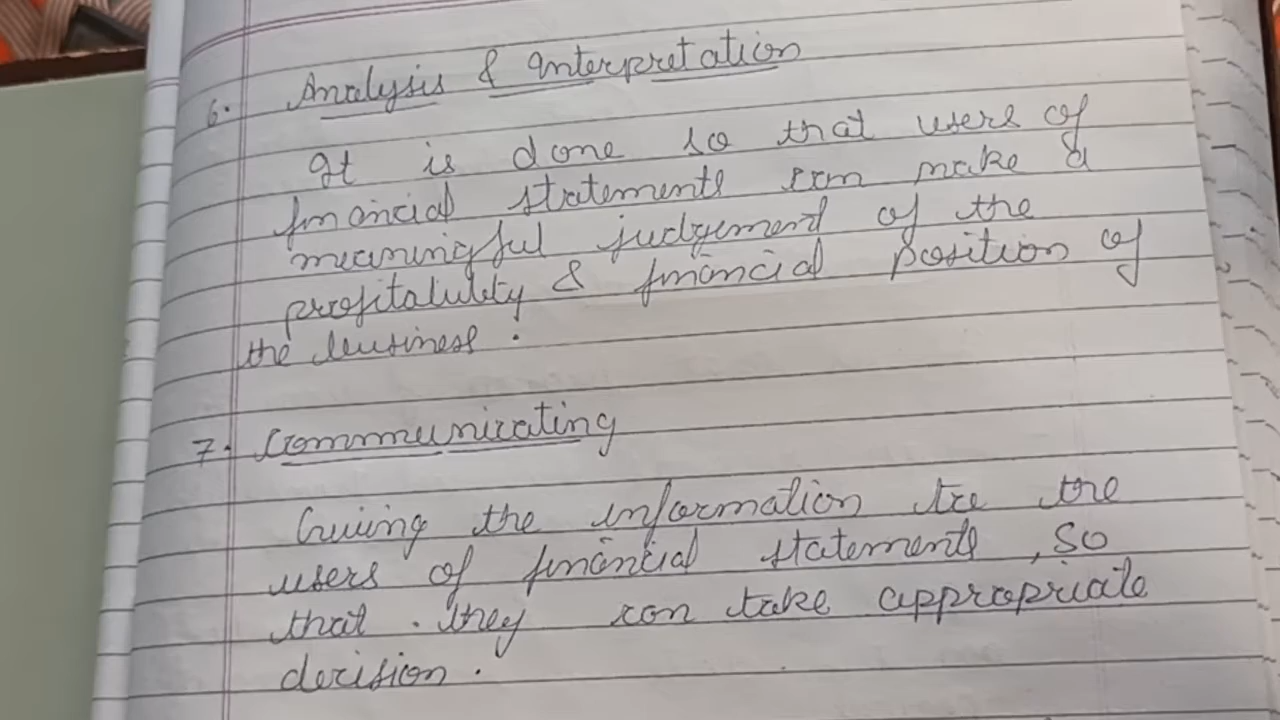 6. Analysis & Interpretation
It is done so that users of
financial statements can make a
meaningful judgement of the
profitability & financial position of
the business.
7. Communicating
Giving the information to the
users of financial statements, so
that they can take appropriate
decision.